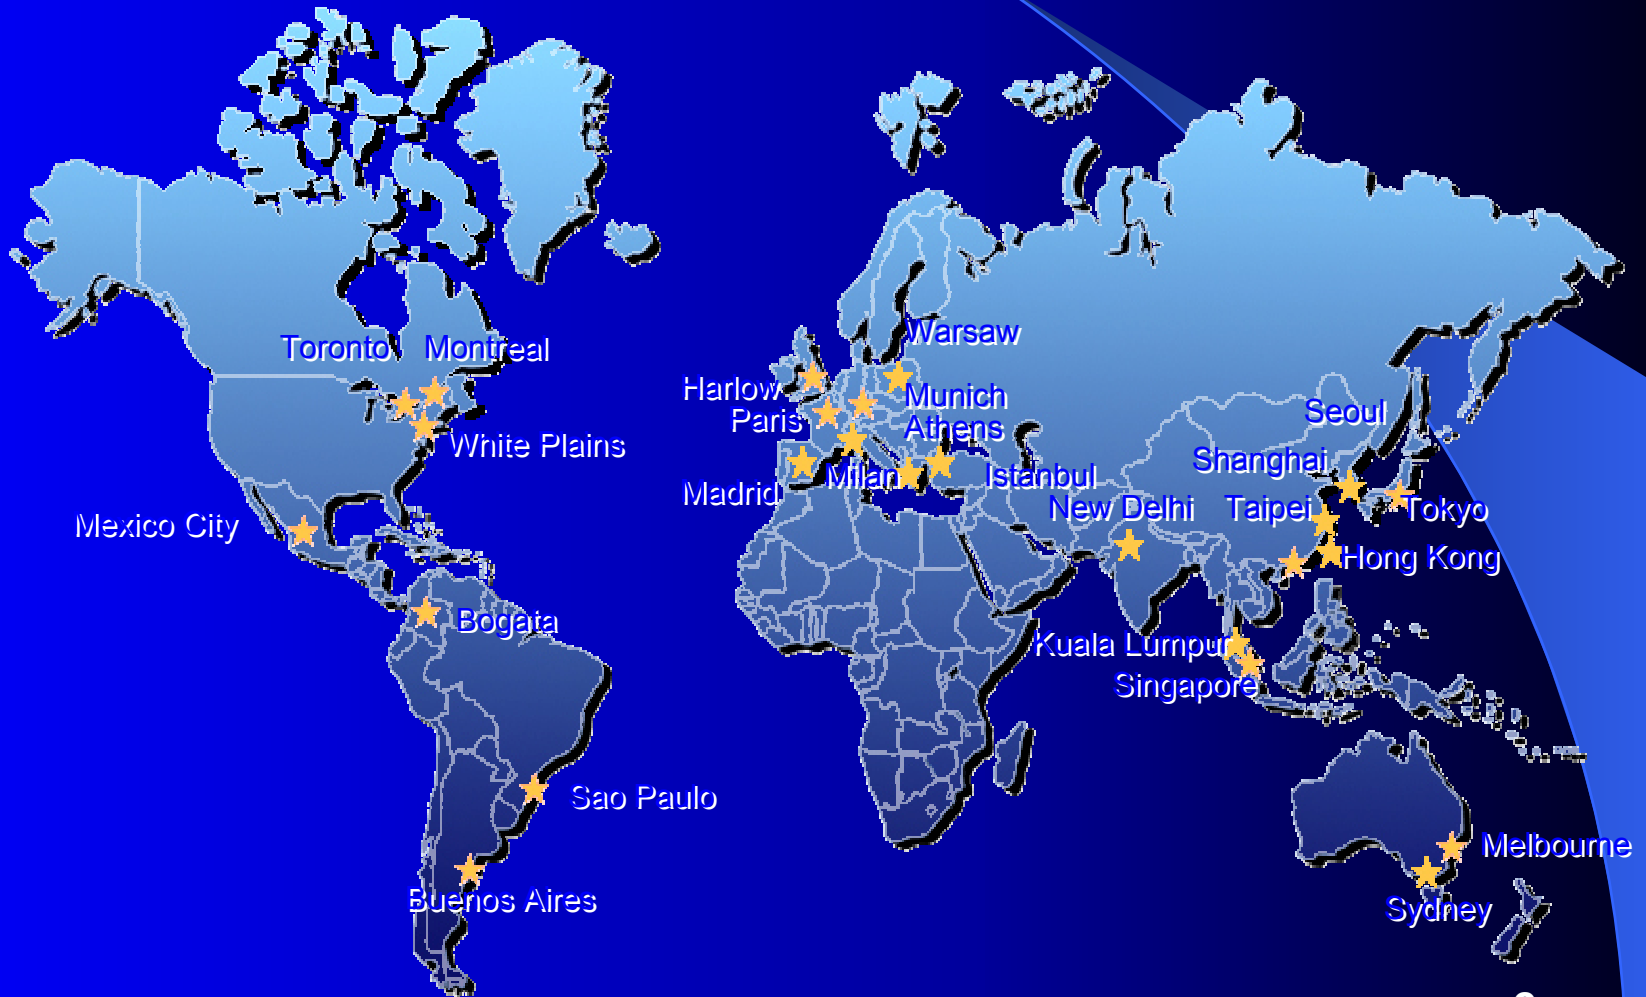 Warsaw
Toronto
Montreal
Harlow
Munich
Paris
Athens
Seoul
White Plains
Shanghai
Madrid
Milan
Istanbul
New Delhi
Taipei
Tokyo
Mexico City
Hong Kong
Bogata
Kuala Lumpur
Singapore
Sao Paulo
Melbourne
Buenos Aires
Sydney